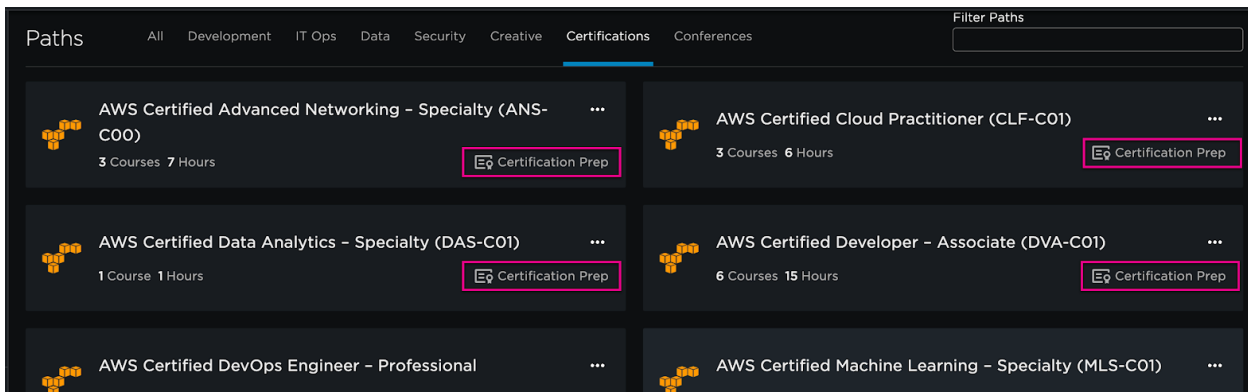 Filter Paths
Paths All Development IT Ops Data Security Creative Certifications Conferences
AWS Certified Advanced Networking – Specialty (ANS-
C00)
3 Courses 7 Hours
Certification Prep
AWS Certified Cloud Practitioner (CLF-C01)
3 Courses 6 Hours
Certification Prep
AWS Certified Data Analytics – Specialty (DAS-C01)
1 Course 1 Hours
Certification Prep
AWS Certified Developer – Associate (DVA-C01)
6 Courses 15 Hours
Certification Prep
AWS Certified DevOps Engineer – Professional
AWS Certified Machine Learning – Specialty (MLS-C01)